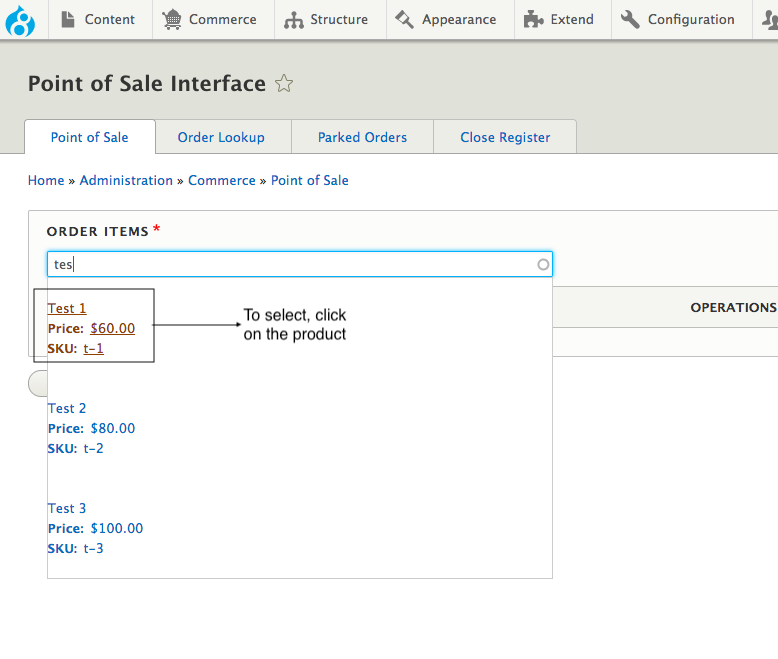 Content Commerce Structure Appearance Extend Configuration
Point of Sale Interface
Point of Sale Order Lookup Parked Orders Close Register
Home » Administration » Commerce » Point of Sale
ORDER ITEMS *
tes
OPERATIONS
Test 1
Price: $60.00
SKU: t-1
To select, click
on the product
Test 2
Price: $80.00
SKU: t-2
Test 3
Price: $100.00
SKU: t-3